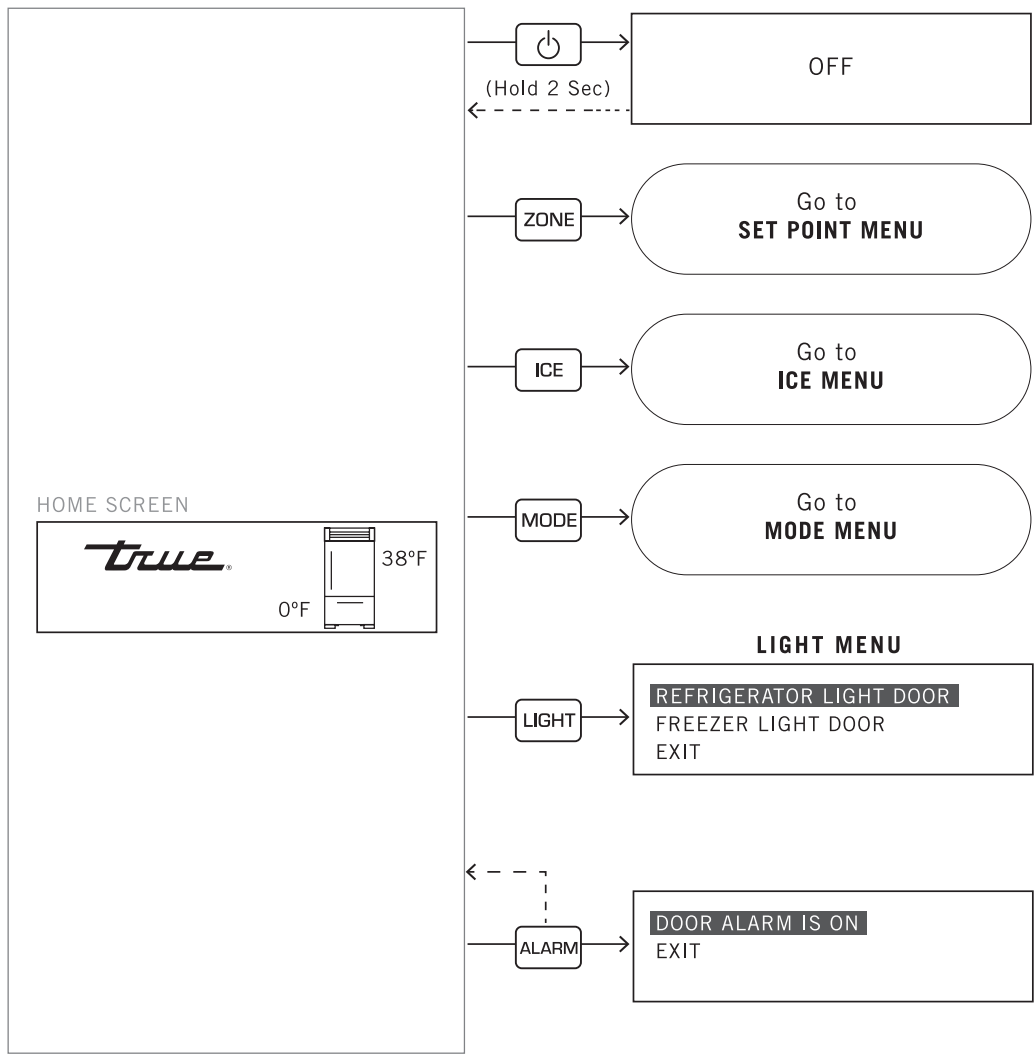 OFF
(Hold 2 Sec)
ZONE
Go to
SET POINT MENU
ICE
Go to
ICE MENU
MODE
Go to
MODE MENU
HOME SCREEN
true®
38°F
0°F
LIGHT MENU
LIGHT
REFRIGERATOR LIGHT DOOR
FREEZER LIGHT DOOR
EXIT
ALARM
DOOR ALARM IS ON
EXIT